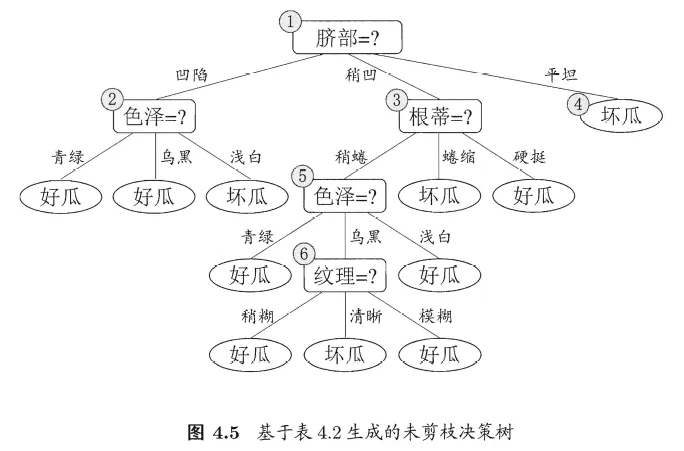 ①
脐部=?
凹陷 稍凹 平坦
② ③ ④
色泽=? 根蒂=? 坏瓜
青绿 乌黑 浅白 稍蜷 蜷缩 硬挺
⑤
好瓜 好瓜 坏瓜 色泽=? 坏瓜 好瓜
青绿 乌黑 浅白
⑥
好瓜 纹理=? 好瓜
稍糊 清晰 模糊
好瓜 坏瓜 好瓜
图 4.5 基于表 4.2 生成的未剪枝决策树